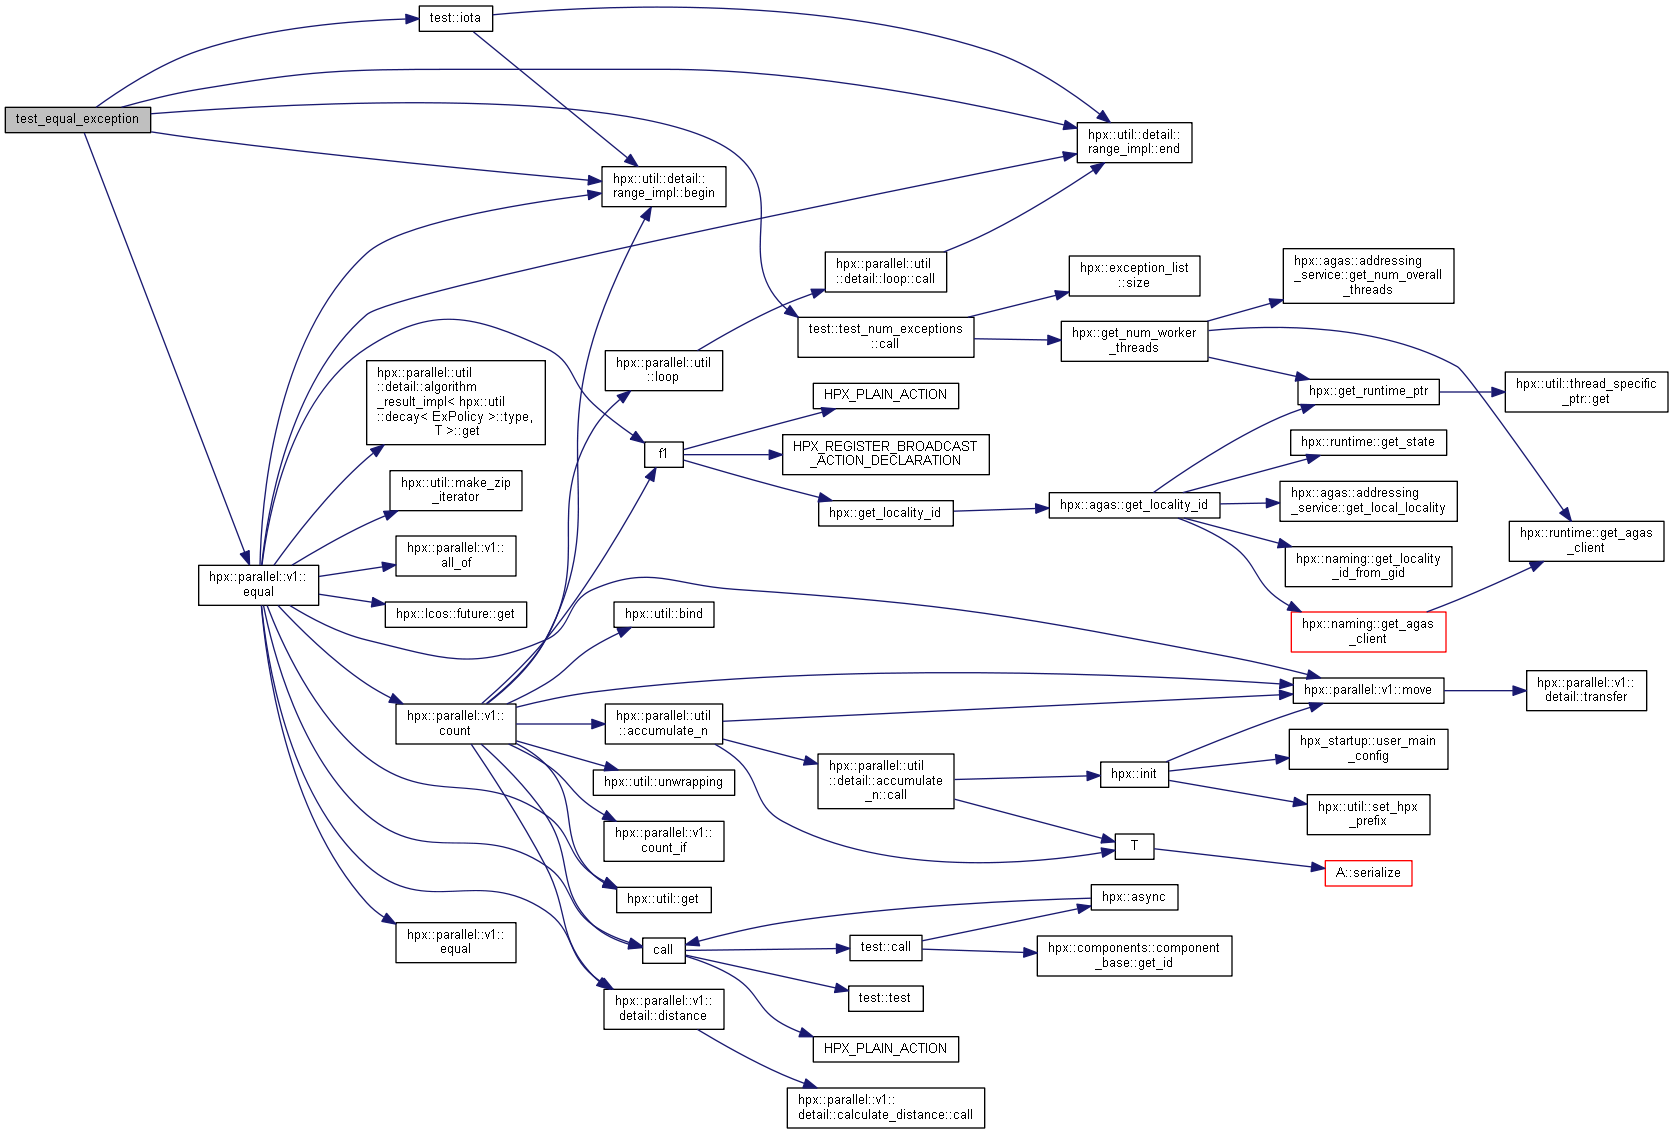 test::iota
test_equal_exception
hpx::util::detail::
range_impl::end
hpx::util::detail::
range_impl::begin
hpx::parallel::util
::detail::loop::call
hpx::exception_list
::size
hpx::agas::addressing
_service::get_num_overall
_threads
test::test_num_exceptions
::call
hpx::get_num_worker
_threads
hpx::parallel::util
::loop
hpx::parallel::util
::detail::algorithm
_result_impl< hpx::util
::decay< ExPolicy >::type,
T >::get
HPX_PLAIN_ACTION
hpx::get_runtime_ptr
hpx::util::thread_specific
_ptr::get
f1
HPX_REGISTER_BROADCAST
_ACTION_DECLARATION
hpx::runtime::get_state
hpx::util::make_zip
_iterator
hpx::get_locality_id
hpx::agas::get_locality_id
hpx::agas::addressing
_service::get_local_locality
hpx::parallel::v1::
all_of
hpx::naming::get_locality
_id_from_gid
hpx::runtime::get_agas
_client
hpx::parallel::v1::
equal
hpx::lcos::future::get
hpx::util::bind
hpx::naming::get_agas
_client
hpx::parallel::v1::
count
hpx::parallel::util
::accumulate_n
hpx::parallel::v1::move
hpx::parallel::v1::
detail::transfer
hpx::util::unwrapping
hpx::parallel::util
::detail::accumulate
_n::call
hpx::init
hpx_startup::user_main
_config
hpx::parallel::v1::
count_if
hpx::util::set_hpx
_prefix
T
A::serialize
hpx::util::get
hpx::async
hpx::parallel::v1::
equal
call
test::call
hpx::components::component
_base::get_id
test::test
hpx::parallel::v1::
detail::distance
HPX_PLAIN_ACTION
hpx::parallel::v1::
detail::calculate_distance::call